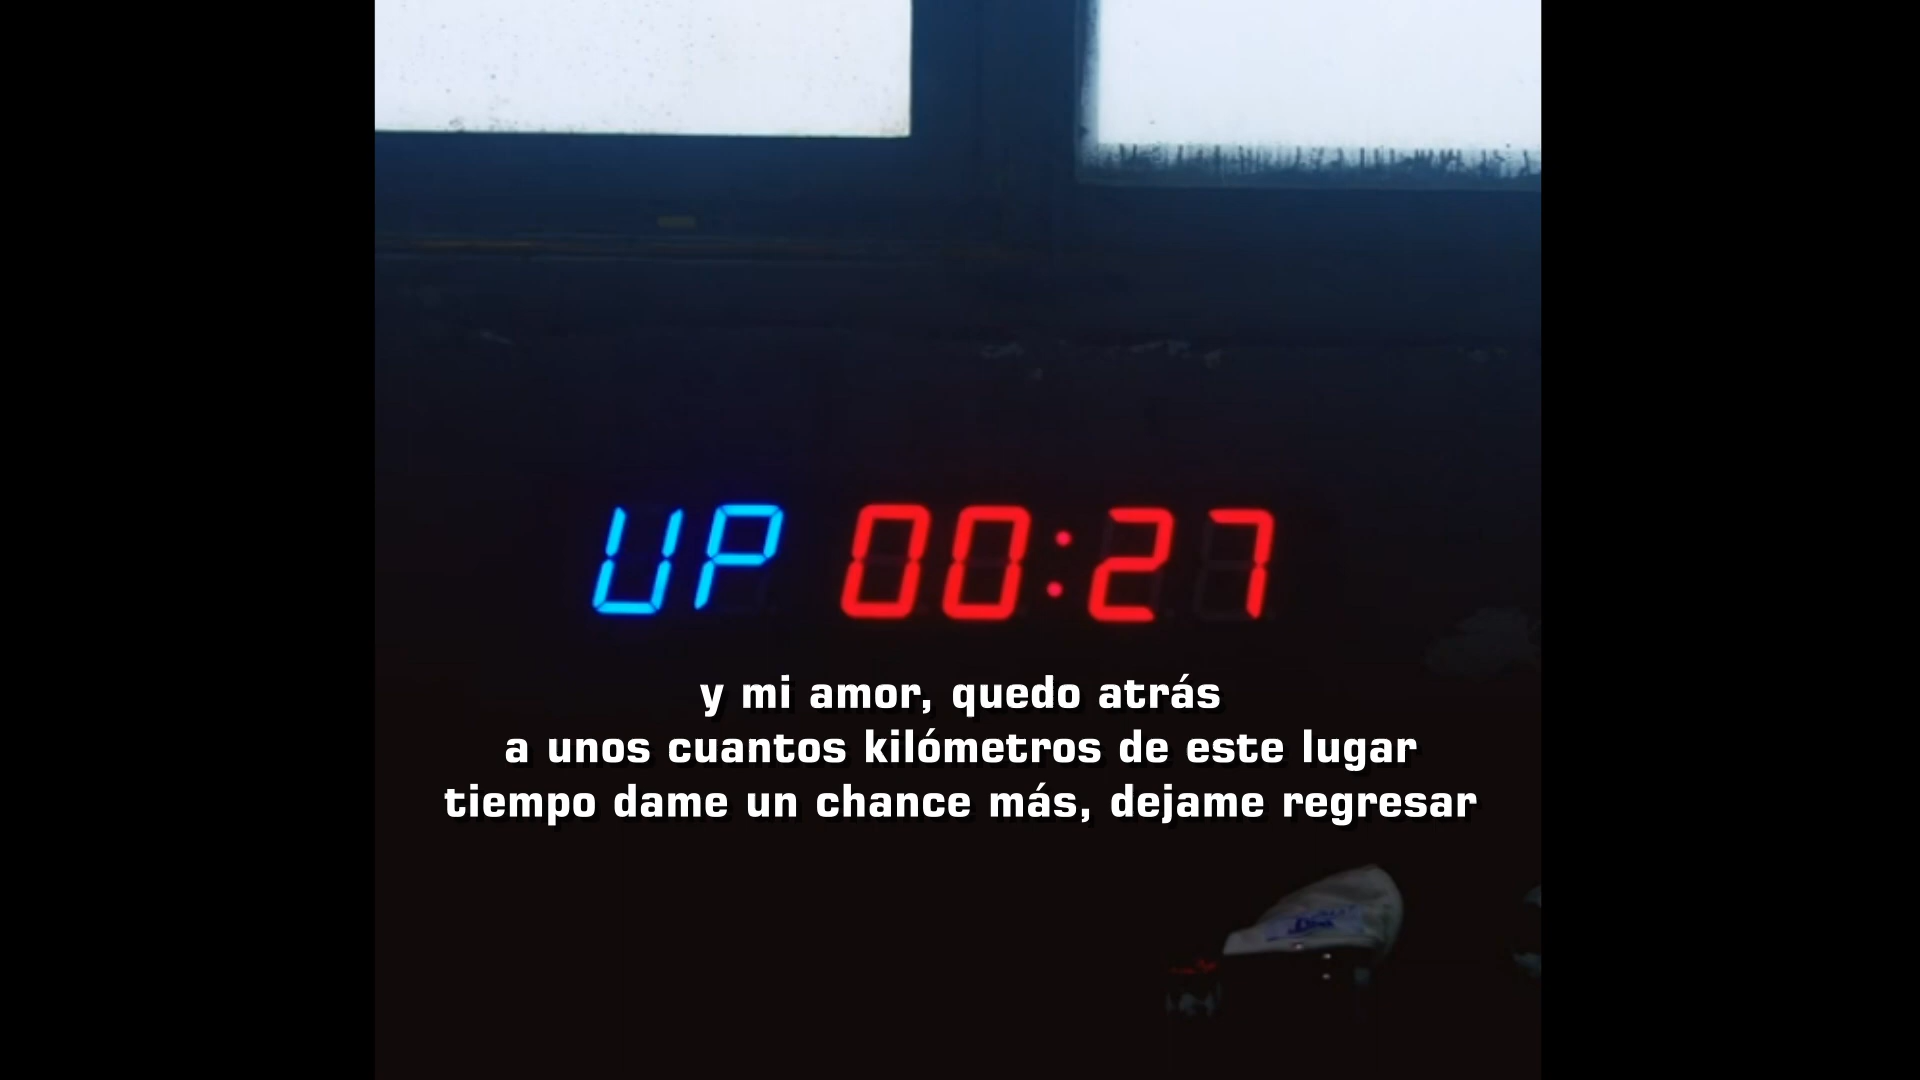 UP 00:27
y mi amor, quedo atrás
a unos cuantos kilómetros de este lugar
tiempo dame un chance más, dejame regresar